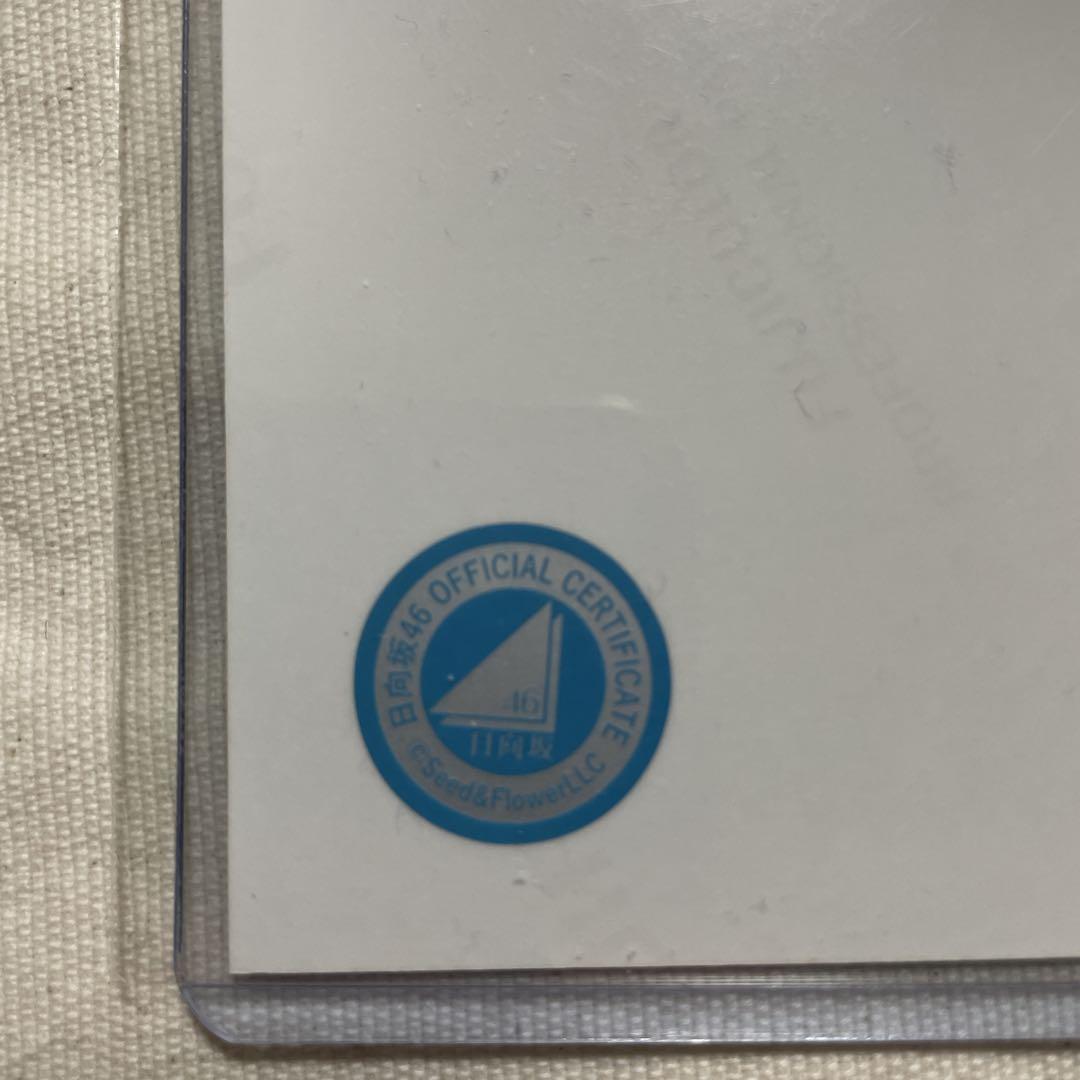 日向坂46 OFFICIAL CERTIFICATE
46
日向坂
©Seed&FlowerLLC